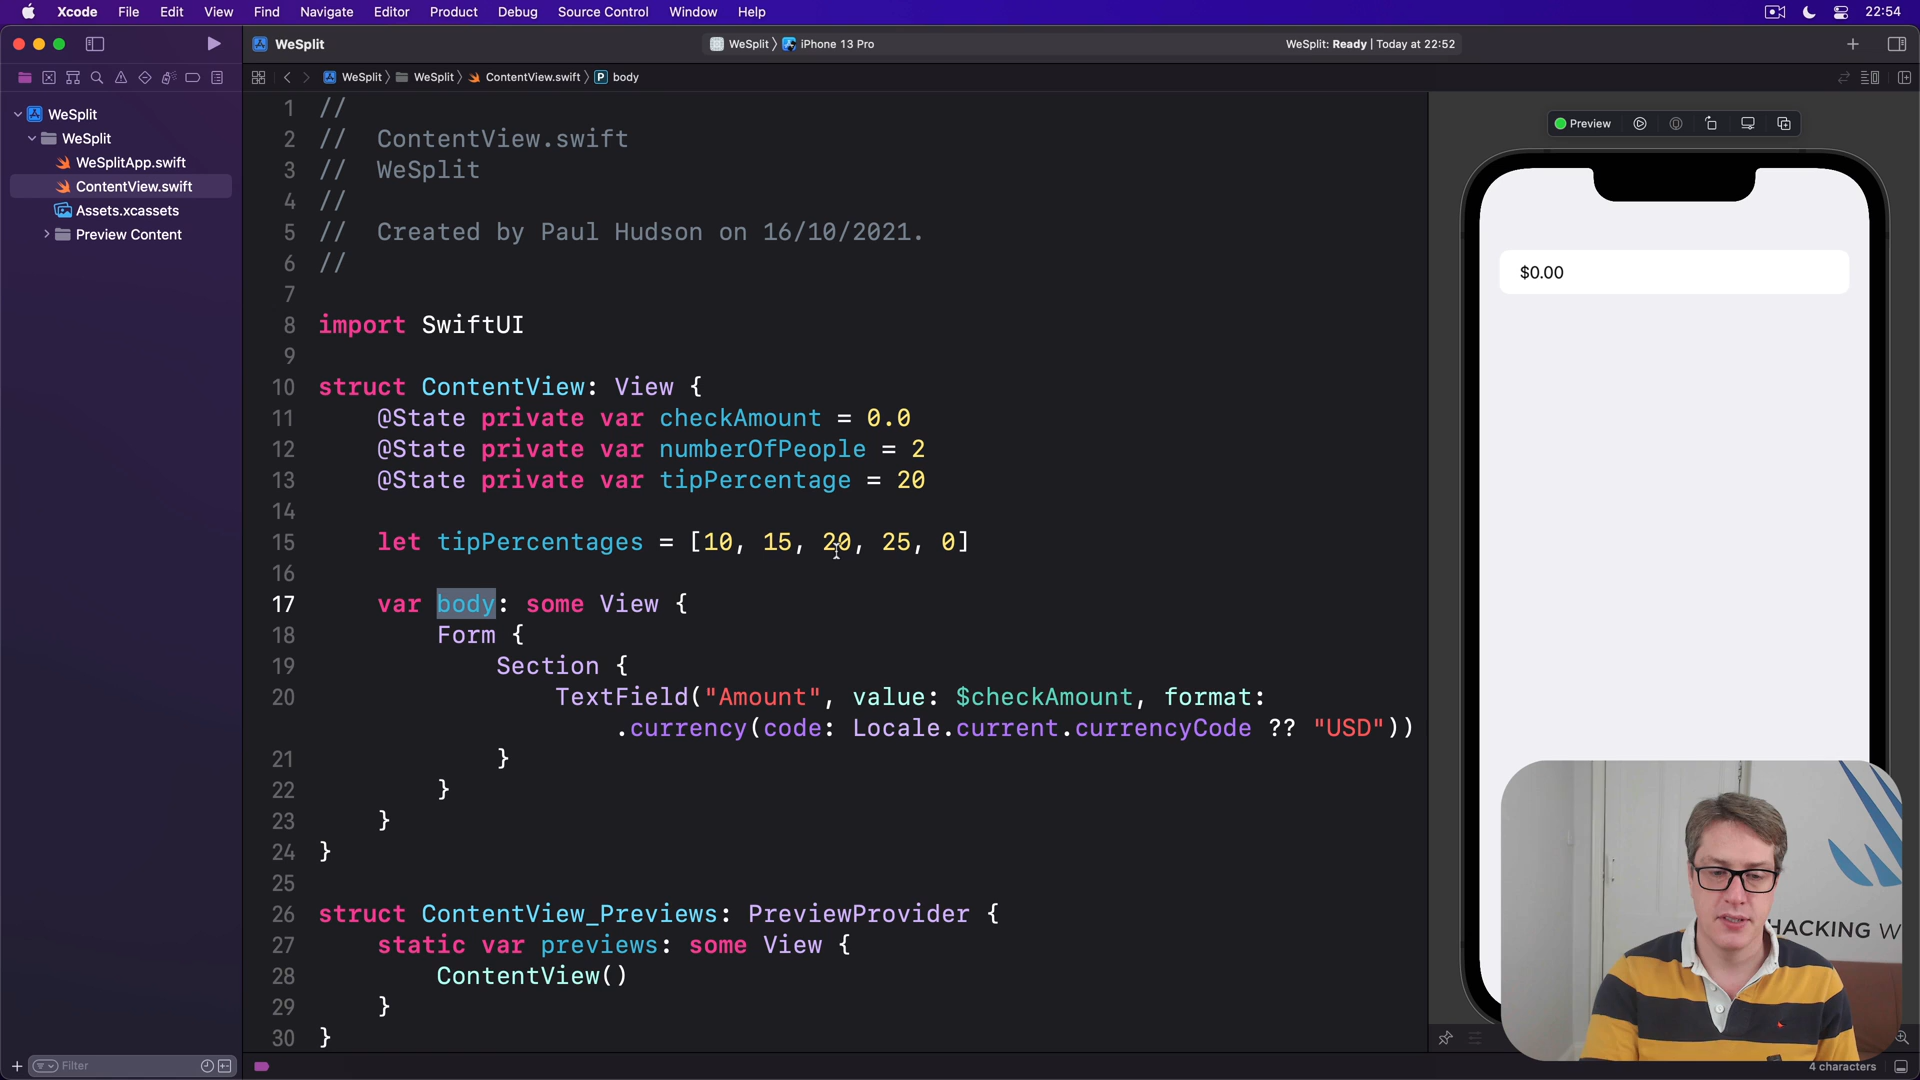 Xcode File Edit View Find Navigate Editor Product Debug Source Control Window Help 22:54
WeSplit WeSplit iPhone 13 Pro WeSplit: Ready | Today at 22:52
WeSplit WeSplit ContentView.swift P body
WeSplit
WeSplit
WeSplitApp.swift
ContentView.swift
Assets.xcassets
Preview Content
1 //
2 // ContentView.swift
3 // WeSplit
4 //
5 // Created by Paul Hudson on 16/10/2021.
6 //
7
8 import SwiftUI
9
10 struct ContentView: View {
11 @State private var checkAmount = 0.0
12 @State private var numberOfPeople = 2
13 @State private var tipPercentage = 20
14
15 let tipPercentages = [10, 15, 20, 25, 0]
16
17 var body: some View {
18 Form {
19 Section {
20 TextField("Amount", value: $checkAmount, format:
.currency(code: Locale.current.currencyCode ?? "USD"))
21 }
22 }
23 }
24 }
25
26 struct ContentView_Previews: PreviewProvider {
27 static var previews: some View {
28 ContentView()
29 }
30 }
Preview
$0.00
HACKING W
Filter
4 characters